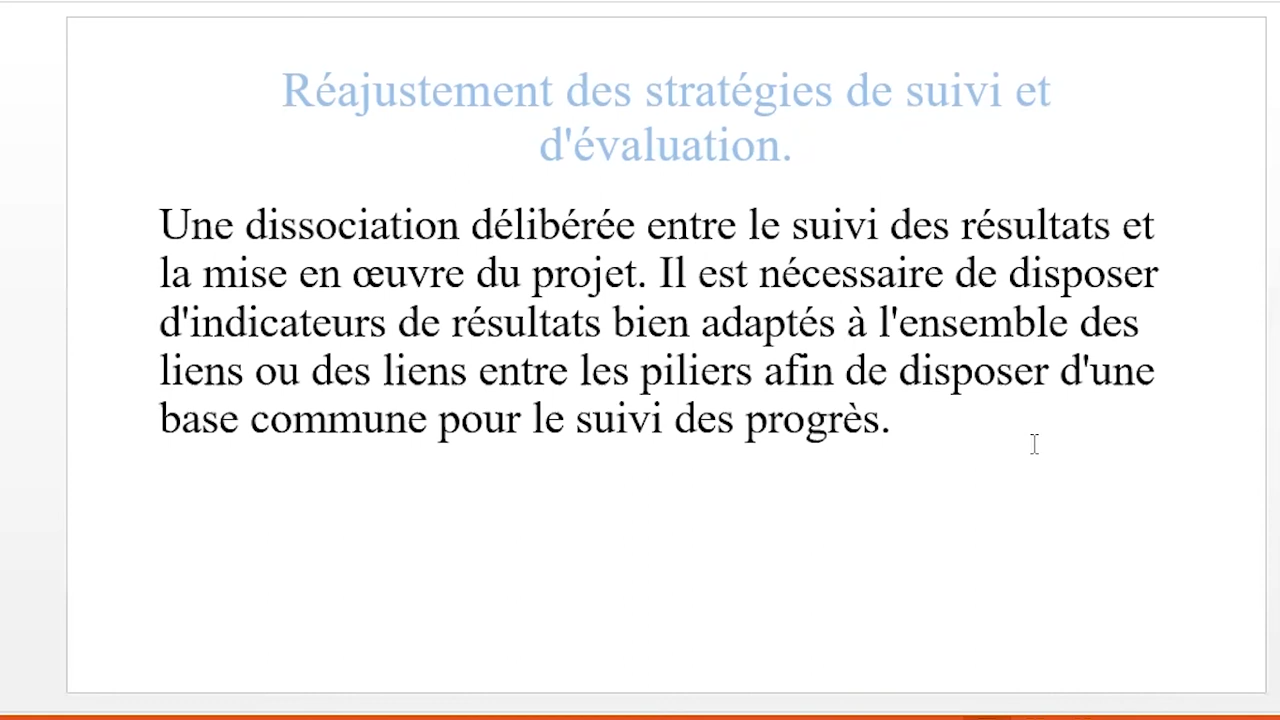 Réajustement des stratégies de suivi et
d'évaluation.
Une dissociation délibérée entre le suivi des résultats et
la mise en œuvre du projet. Il est nécessaire de disposer
d'indicateurs de résultats bien adaptés à l'ensemble des
liens ou des liens entre les piliers afin de disposer d'une
base commune pour le suivi des progrès.